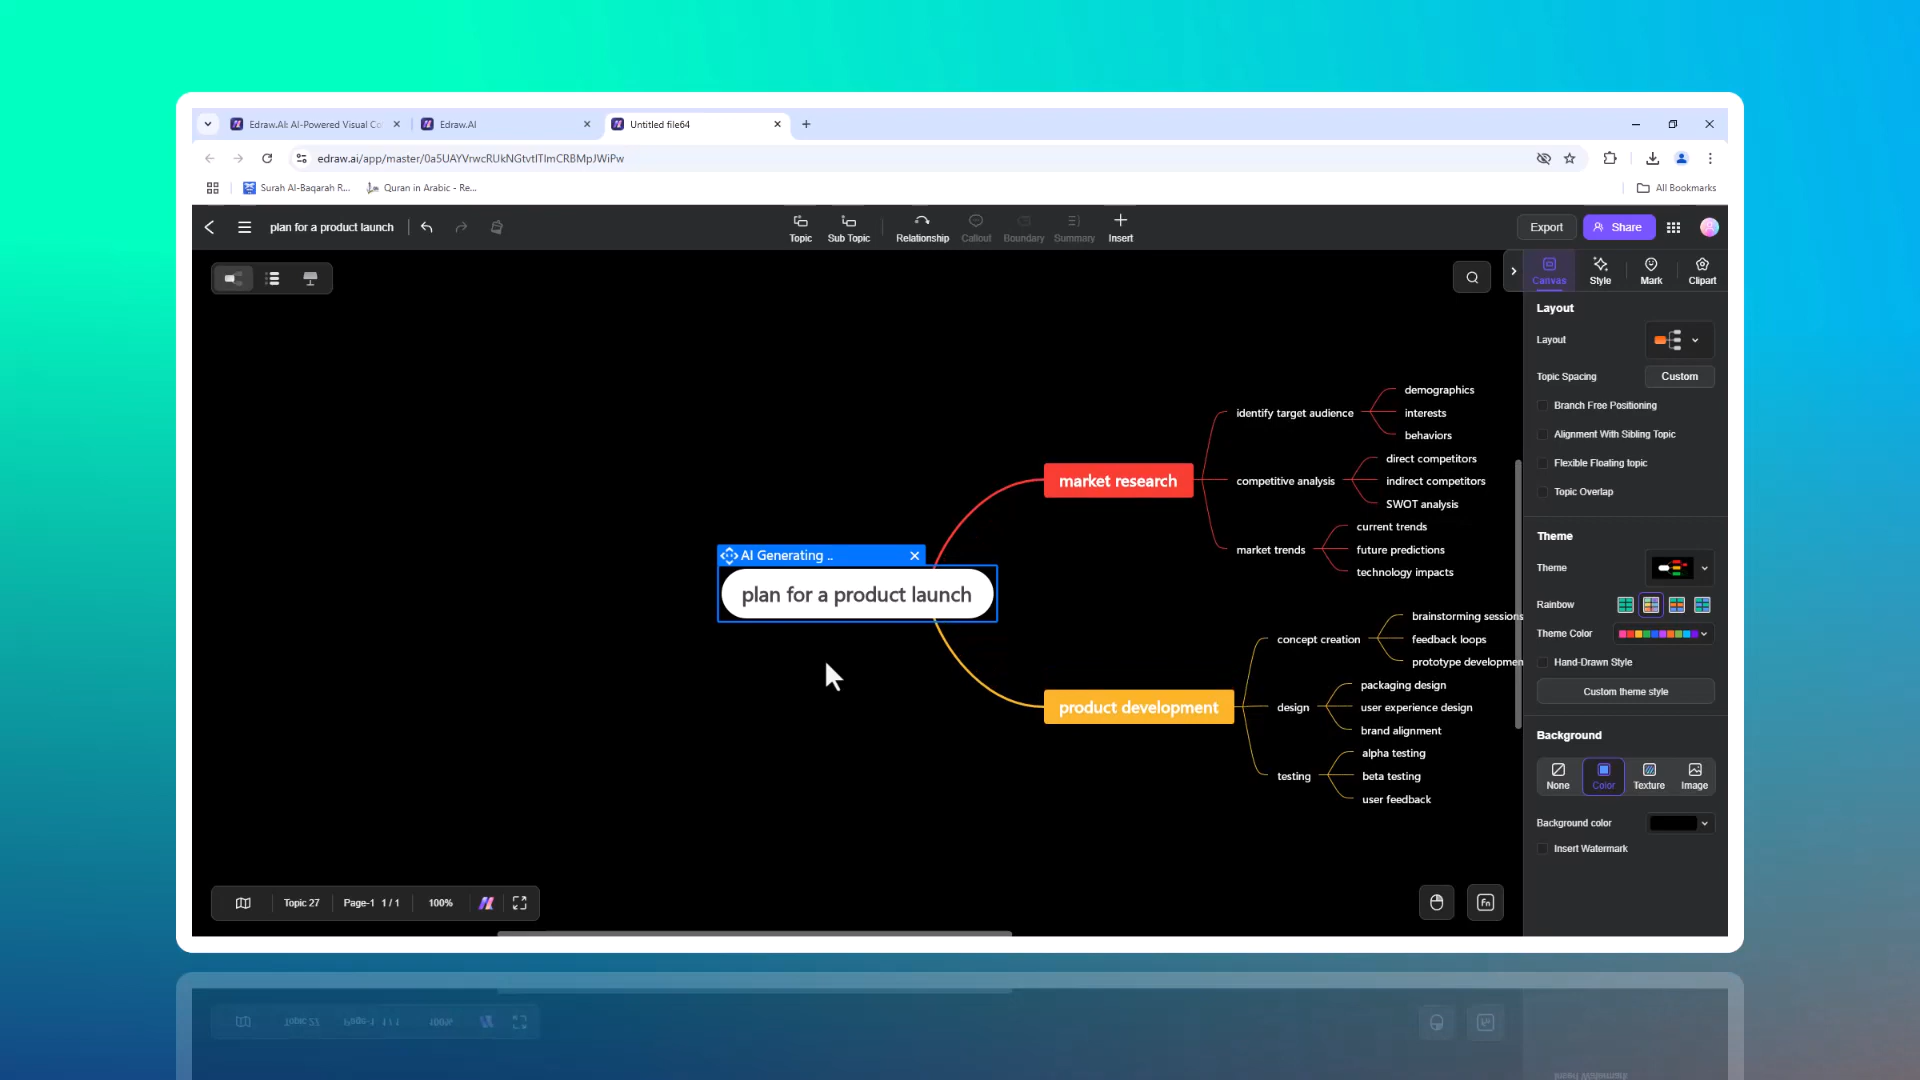 Edraw.AI: AI-Powered Visual Co
Edraw.AI
Untitled file64
edraw.ai/app/master/0a5UAYVrwcRUkNGtvtlTlmCRBMpJWiPw
Surah Al-Baqarah R...
Quran in Arabic - Re...
All Bookmarks
plan for a product launch
Topic
Sub Topic
Relationship
Callout
Boundary
Summary
Insert
Export
Share
Canvas
Style
Mark
Clipart
Layout
Layout
Topic Spacing
Custom
Branch Free Positioning
Alignment With Sibling Topic
Flexible Floating topic
Topic Overlap
Theme
Theme
Rainbow
Theme Color
Hand-Drawn Style
Custom theme style
Background
None
Color
Texture
Image
Background color
Insert Watermark
AI Generating ..
plan for a product launch
market research
identify target audience
demographics
interests
behaviors
competitive analysis
direct competitors
indirect competitors
SWOT analysis
market trends
current trends
future predictions
technology impacts
product development
concept creation
brainstorming sessions
feedback loops
prototype developmen
design
packaging design
user experience design
brand alignment
testing
alpha testing
beta testing
user feedback
Topic 27
Page-1 1 / 1
100%
Fn